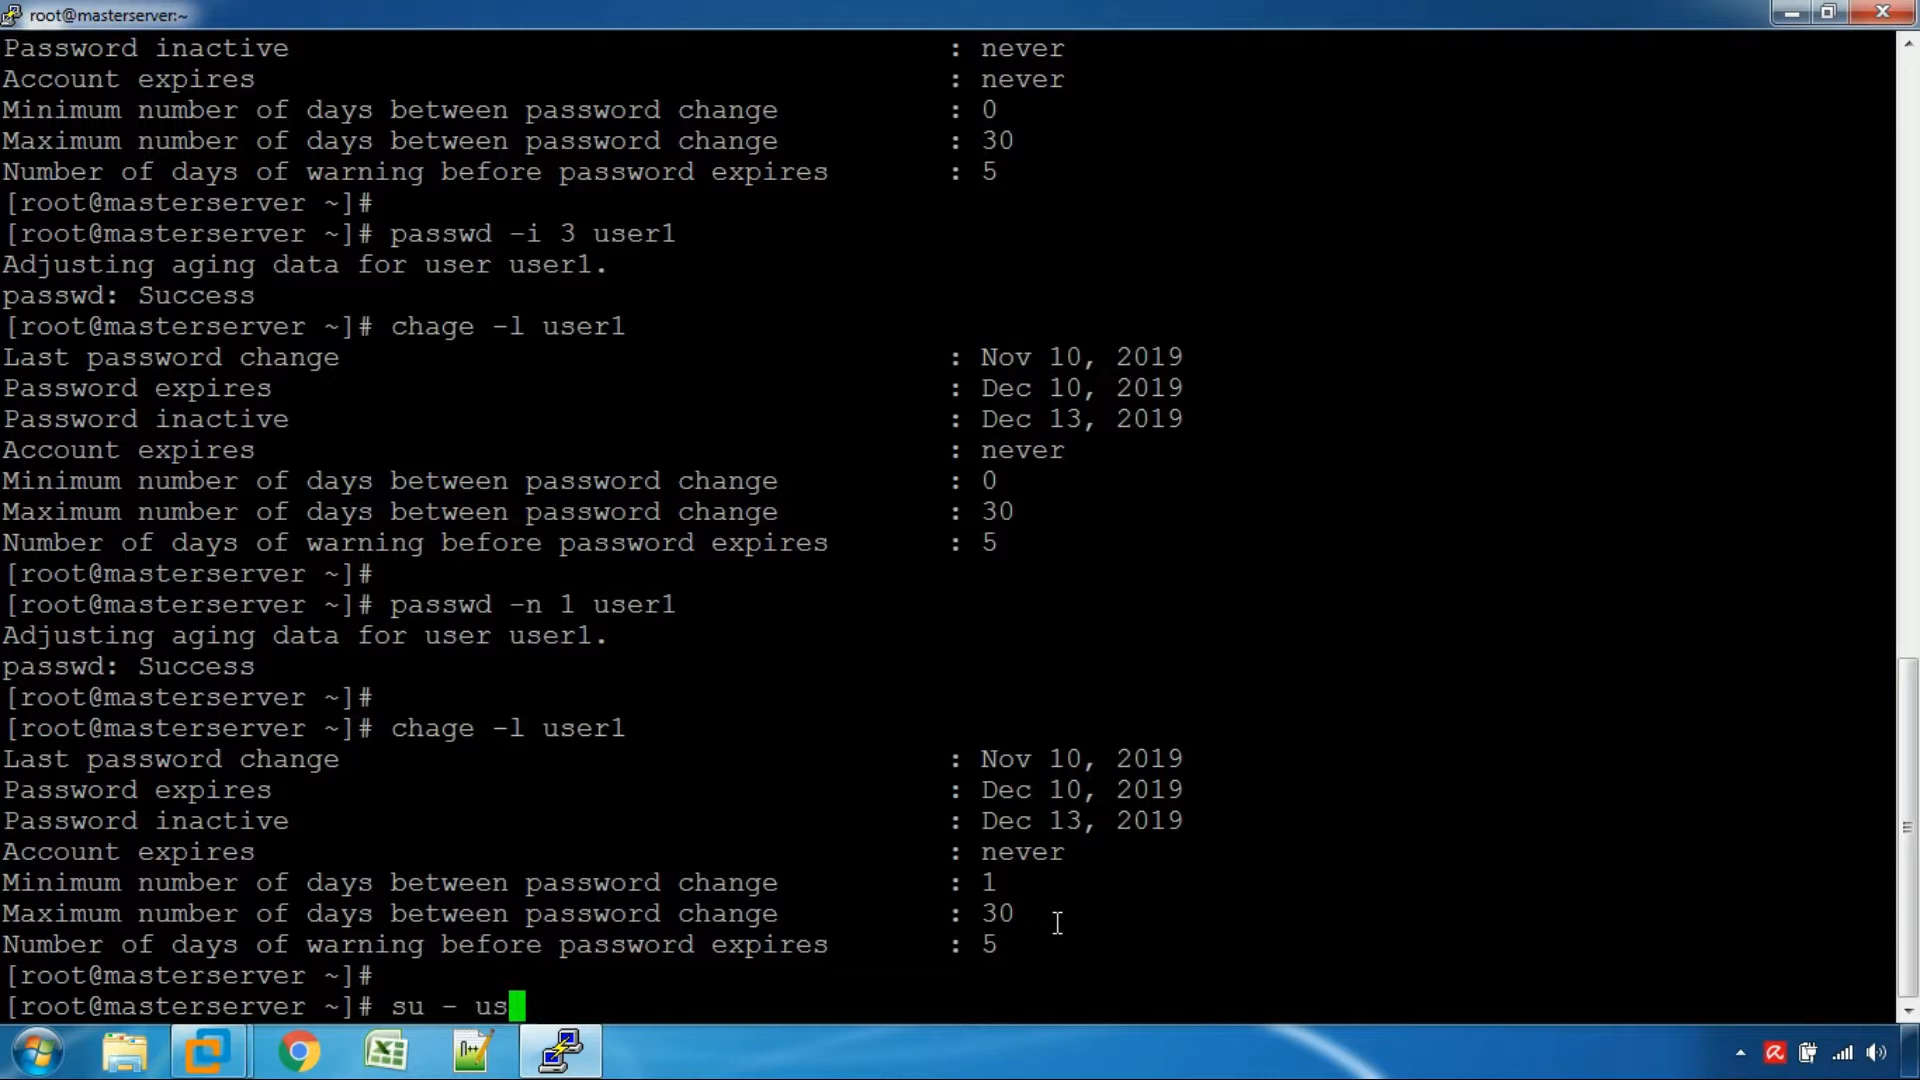 root@masterserver:~
Password inactive : never
Account expires : never
Minimum number of days between password change : 0
Maximum number of days between password change : 30
Number of days of warning before password expires : 5
[root@masterserver ~]#
[root@masterserver ~]# passwd -i 3 user1
Adjusting aging data for user user1.
passwd: Success
[root@masterserver ~]# chage -l user1
Last password change : Nov 10, 2019
Password expires : Dec 10, 2019
Password inactive : Dec 13, 2019
Account expires : never
Minimum number of days between password change : 0
Maximum number of days between password change : 30
Number of days of warning before password expires : 5
[root@masterserver ~]#
[root@masterserver ~]# passwd -n 1 user1
Adjusting aging data for user user1.
passwd: Success
[root@masterserver ~]#
[root@masterserver ~]# chage -l user1
Last password change : Nov 10, 2019
Password expires : Dec 10, 2019
Password inactive : Dec 13, 2019
Account expires : never
Minimum number of days between password change : 1
Maximum number of days between password change : 30
Number of days of warning before password expires : 5
[root@masterserver ~]#
[root@masterserver ~]# su - us